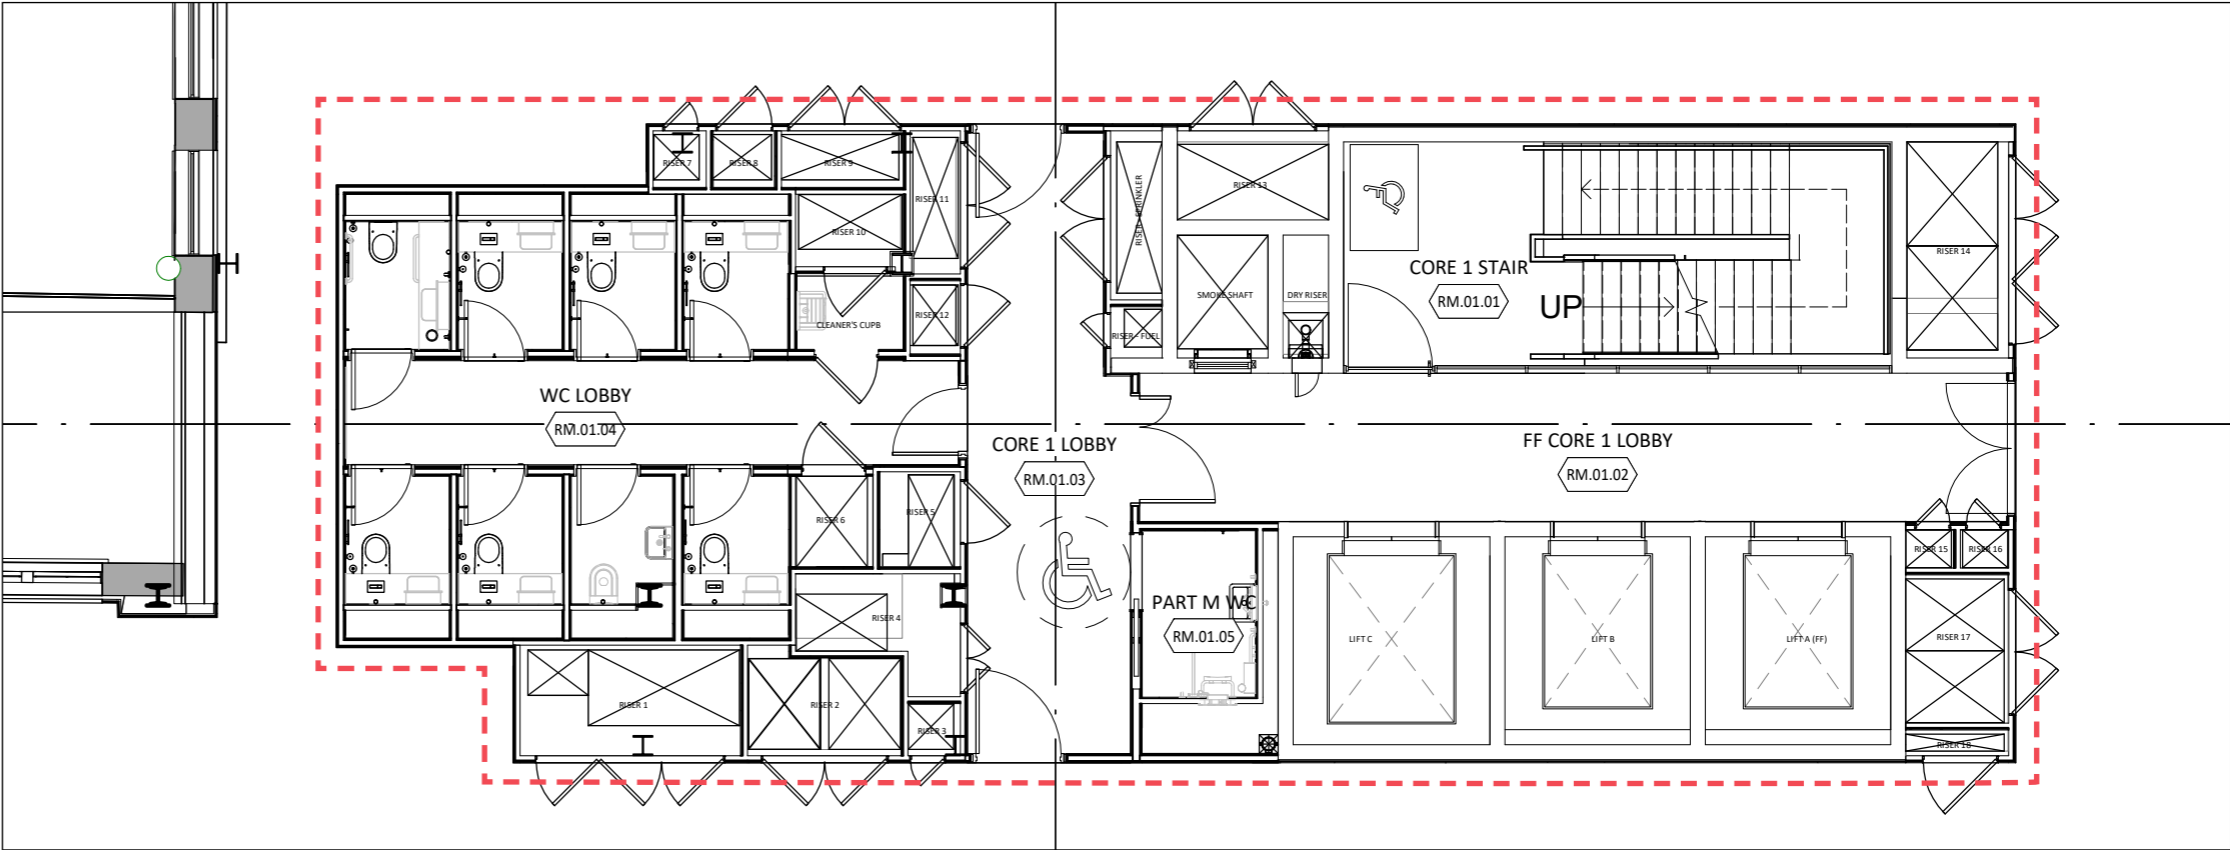 RISER 7
RISER 8
RISER 9
RISER 10
RISER 11
RISER 12
CLEANER'S CUPB
RISER - SPRINKLER
RISER - FUEL
RISER 13
SMOKE SHAFT
DRY RISER
CORE 1 STAIR
RM.01.01
UP
RISER 14
WC LOBBY
RM.01.04
CORE 1 LOBBY
RM.01.03
FF CORE 1 LOBBY
RM.01.02
RISER 6
RISER 5
RISER 4
RISER 1
RISER 2
RISER 3
PART M WC
RM.01.05
LIFT C
LIFT B
LIFT A (FF)
RISER 15
RISER 16
RISER 17
RISER 18